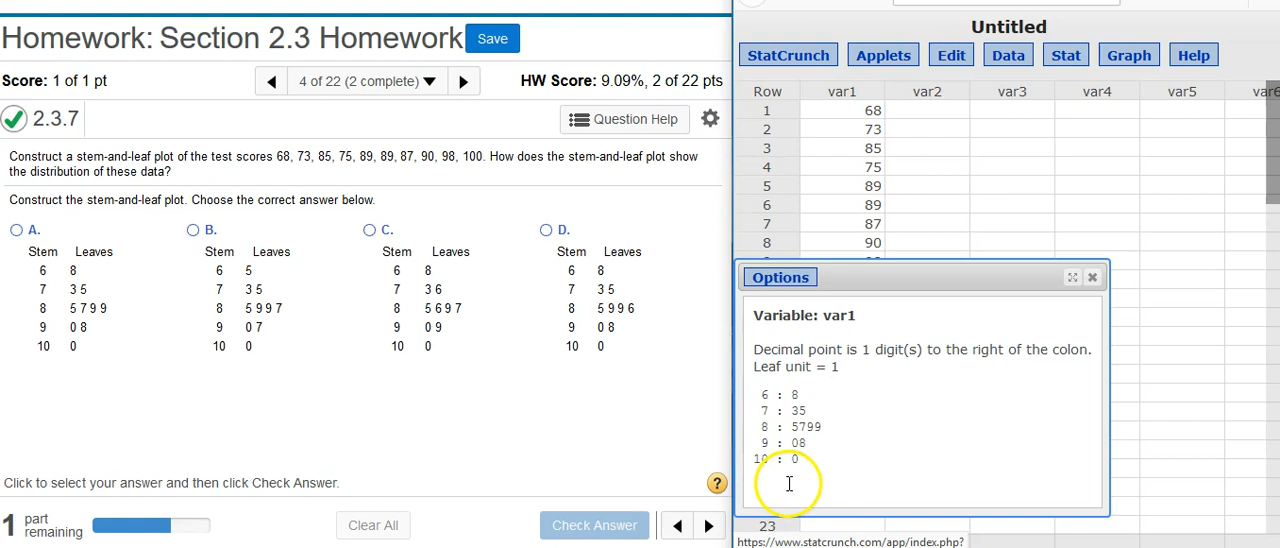 Homework: Section 2.3 Homework Save
Score: 1 of 1 pt
4 of 22 (2 complete)
HW Score: 9.09%, 2 of 22 pts
2.3.7
Question Help
Construct a stem-and-leaf plot of the test scores 68, 73, 85, 75, 89, 89, 87, 90, 98, 100. How does the stem-and-leaf plot show
the distribution of these data?
Construct the stem-and-leaf plot. Choose the correct answer below.
A.
Stem Leaves
6 8
7 3 5
8 5 7 9 9
9 0 8
10 0
B.
Stem Leaves
6 5
7 3 5
8 5 9 9 7
9 0 7
10 0
C.
Stem Leaves
6 8
7 3 6
8 5 6 9 7
9 0 9
10 0
D.
Stem Leaves
6 8
7 3 5
8 5 9 9 6
9 0 8
10 0
Click to select your answer and then click Check Answer.
?
1 part
remaining
Clear All
Check Answer
Untitled
StatCrunch Applets Edit Data Stat Graph Help
Row var1 var2 var3 var4 var5 var6
1 68
2 73
3 85
4 75
5 89
6 89
7 87
8 90
Options
Variable: var1
Decimal point is 1 digit(s) to the right of the colon.
Leaf unit = 1
6 : 8
7 : 35
8 : 5799
9 : 08
10 : 0
23
https://www.statcrunch.com/app/index.php?